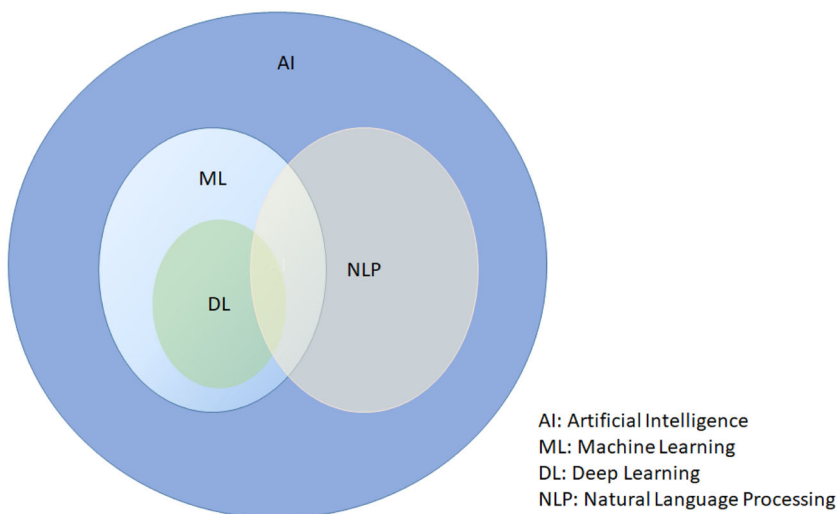 AI
ML
NLP
DL
AI: Artificial Intelligence
ML: Machine Learning
DL: Deep Learning
NLP: Natural Language Processing